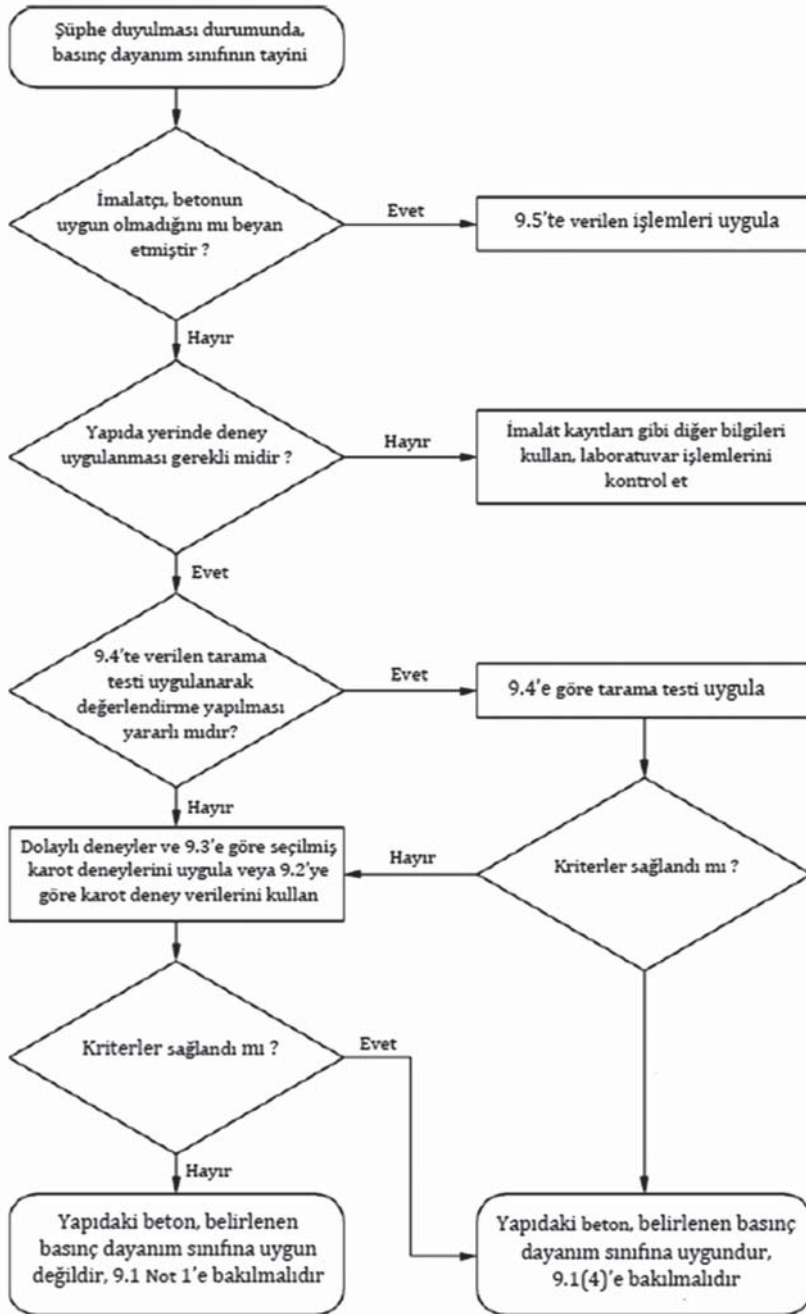 Şüphe duyulması durumunda,
basınç dayanım sınıfının tayini
İmalatçı, betonun
uygun olmadığını mı beyan
etmiştir ?
Evet
9.5'te verilen işlemleri uygula
Hayır
Yapıda yerinde deney
uygulanması gerekli midir ?
Hayır
İmalat kayıtları gibi diğer bilgileri
kullan, laboratuvar işlemlerini
kontrol et
Evet
9.4'te verilen tarama
testi uygulanarak
değerlendirme yapılması
yararlı mıdır?
Evet
9.4'e göre tarama testi uygula
Hayır
Dolaylı deneyler ve 9.3'e göre seçilmiş
karot deneylerini uygula veya 9.2'ye
göre karot deney verilerini kullan
Hayır
Kriterler sağlandı mı ?
Kriterler sağlandı mı ?
Evet
Hayır
Yapıdaki beton, belirlenen
basınç dayanım sınıfına uygun
değildir, 9.1 Not 1'e bakılmalıdır
Yapıdaki beton, belirlenen basınç
dayanım sınıfına uygundur,
9.1(4)'e bakılmalıdır